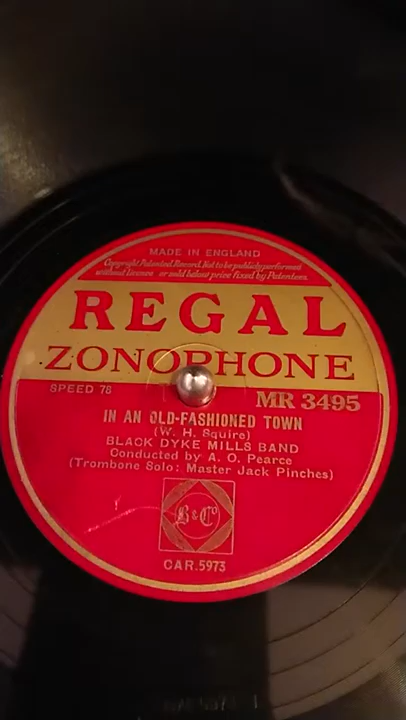 MADE IN ENGLAND
Copyright Patented Record. Not to be publicly performed
without licence or sold below price fixed by Patentees.
REGAL
ZONOPHONE
SPEED 78
MR 3495
IN AN OLD-FASHIONED TOWN
(W. H. Squire)
BLACK DYKE MILLS BAND
Conducted by A. O. Pearce
(Trombone Solo: Master Jack Pinches)
B & Co
CAR.5973